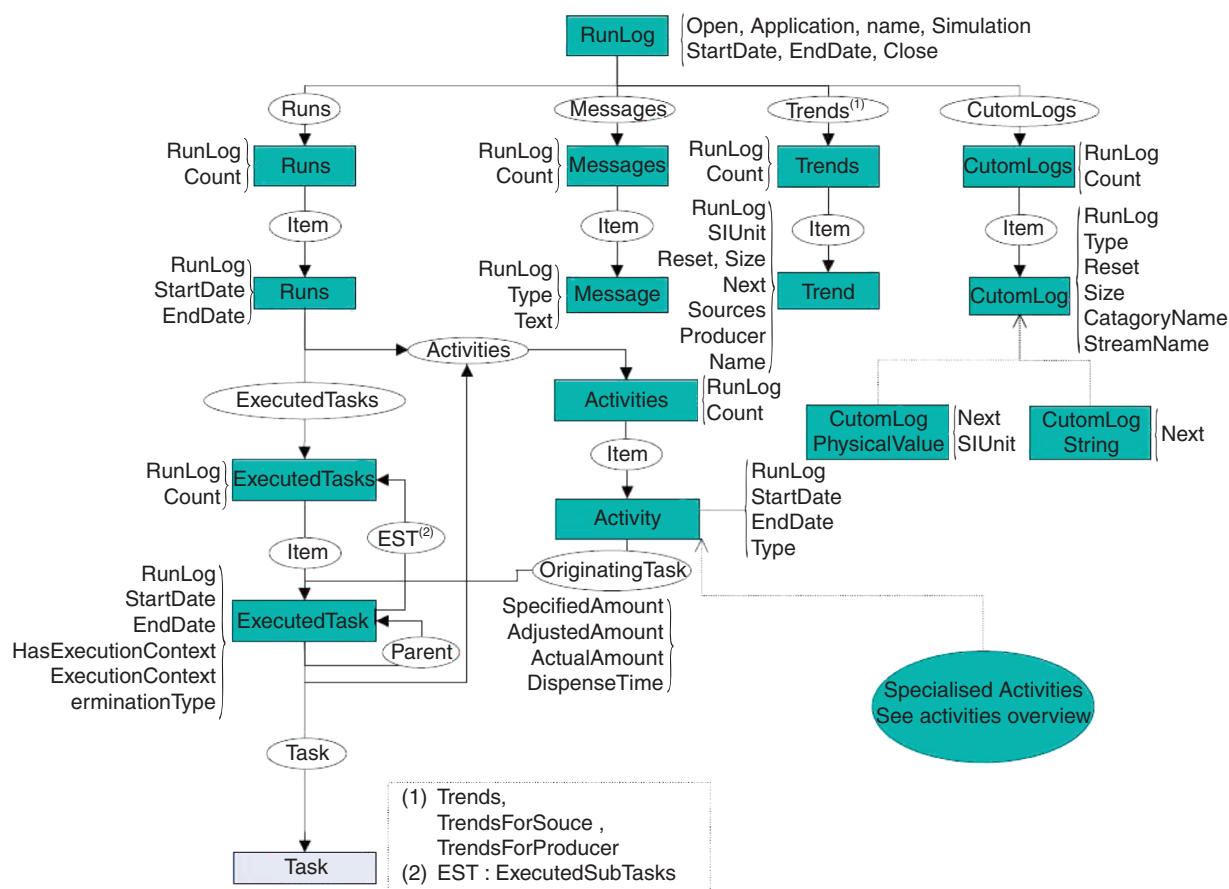 RunLog
Open, Application, name, Simulation
StartDate, EndDate, Close
Runs
Messages
Trends(1)
CutomLogs
RunLog
Count
Runs
RunLog
Count
Messages
RunLog
Count
Trends
CutomLogs
RunLog
Count
Item
Item
Item
Item
RunLog
StartDate
EndDate
Runs
RunLog
Type
Text
Message
RunLog
SIUnit
Reset, Size
Next
Sources
Producer
Name
Trend
CutomLog
RunLog
Type
Reset
Size
CatagoryName
StreamName
Activities
ExecutedTasks
Activities
RunLog
Count
CutomLog
PhysicalValue
Next
SIUnit
CutomLog
String
Next
RunLog
Count
ExecutedTasks
Item
EST(2)
Item
Activity
RunLog
StartDate
EndDate
Type
OriginatingTask
RunLog
StartDate
EndDate
HasExecutionContext
ExecutionContext
erminationType
ExecutedTask
Parent
SpecifiedAmount
AdjustedAmount
ActualAmount
DispenseTime
Specialised Activities
See activities overview
Task
Task
(1) Trends,
TrendsForSouce ,
TrendsForProducer
(2) EST : ExecutedSubTasks